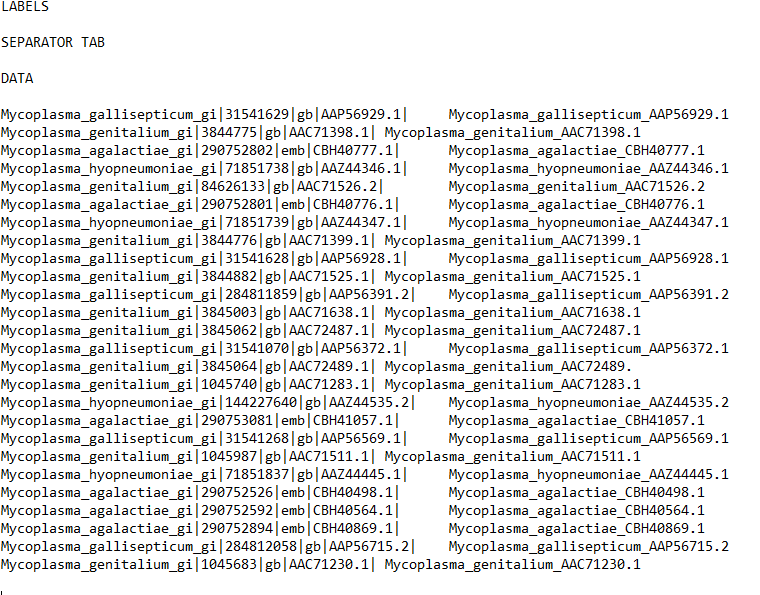 LABELS
SEPARATOR TAB
DATA
Mycoplasma_gallisepticum_gi|31541629|gb|AAP56929.1|	Mycoplasma_gallisepticum_AAP56929.1
Mycoplasma_genitalium_gi|3844775|gb|AAC71398.1|	Mycoplasma_genitalium_AAC71398.1
Mycoplasma_agalactiae_gi|290752802|emb|CBH40777.1|	Mycoplasma_agalactiae_CBH40777.1
Mycoplasma_hyopneumoniae_gi|71851738|gb|AAZ44346.1|	Mycoplasma_hyopneumoniae_AAZ44346.1
Mycoplasma_genitalium_gi|84626133|gb|AAC71526.2|	Mycoplasma_genitalium_AAC71526.2
Mycoplasma_agalactiae_gi|290752801|emb|CBH40776.1|	Mycoplasma_agalactiae_CBH40776.1
Mycoplasma_hyopneumoniae_gi|71851739|gb|AAZ44347.1|	Mycoplasma_hyopneumoniae_AAZ44347.1
Mycoplasma_genitalium_gi|3844776|gb|AAC71399.1|	Mycoplasma_genitalium_AAC71399.1
Mycoplasma_gallisepticum_gi|31541628|gb|AAP56928.1|	Mycoplasma_gallisepticum_AAP56928.1
Mycoplasma_genitalium_gi|3844882|gb|AAC71525.1|	Mycoplasma_genitalium_AAC71525.1
Mycoplasma_gallisepticum_gi|284811859|gb|AAP56391.2|	Mycoplasma_gallisepticum_AAP56391.2
Mycoplasma_genitalium_gi|3845003|gb|AAC71638.1|	Mycoplasma_genitalium_AAC71638.1
Mycoplasma_genitalium_gi|3845062|gb|AAC72487.1|	Mycoplasma_genitalium_AAC72487.1
Mycoplasma_gallisepticum_gi|31541070|gb|AAP56372.1|	Mycoplasma_gallisepticum_AAP56372.1
Mycoplasma_genitalium_gi|3845064|gb|AAC72489.1|	Mycoplasma_genitalium_AAC72489.
Mycoplasma_genitalium_gi|1045740|gb|AAC71283.1|	Mycoplasma_genitalium_AAC71283.1
Mycoplasma_hyopneumoniae_gi|144227640|gb|AAZ44535.2|	Mycoplasma_hyopneumoniae_AAZ44535.2
Mycoplasma_agalactiae_gi|290753081|emb|CBH41057.1|	Mycoplasma_agalactiae_CBH41057.1
Mycoplasma_gallisepticum_gi|31541268|gb|AAP56569.1|	Mycoplasma_gallisepticum_AAP56569.1
Mycoplasma_genitalium_gi|1045987|gb|AAC71511.1|	Mycoplasma_genitalium_AAC71511.1
Mycoplasma_hyopneumoniae_gi|71851837|gb|AAZ44445.1|	Mycoplasma_hyopneumoniae_AAZ44445.1
Mycoplasma_agalactiae_gi|290752526|emb|CBH40498.1|	Mycoplasma_agalactiae_CBH40498.1
Mycoplasma_agalactiae_gi|290752592|emb|CBH40564.1|	Mycoplasma_agalactiae_CBH40564.1
Mycoplasma_agalactiae_gi|290752894|emb|CBH40869.1|	Mycoplasma_agalactiae_CBH40869.1
Mycoplasma_gallisepticum_gi|284812058|gb|AAP56715.2|	Mycoplasma_gallisepticum_AAP56715.2
Mycoplasma_genitalium_gi|1045683|gb|AAC71230.1|	Mycoplasma_genitalium_AAC71230.1